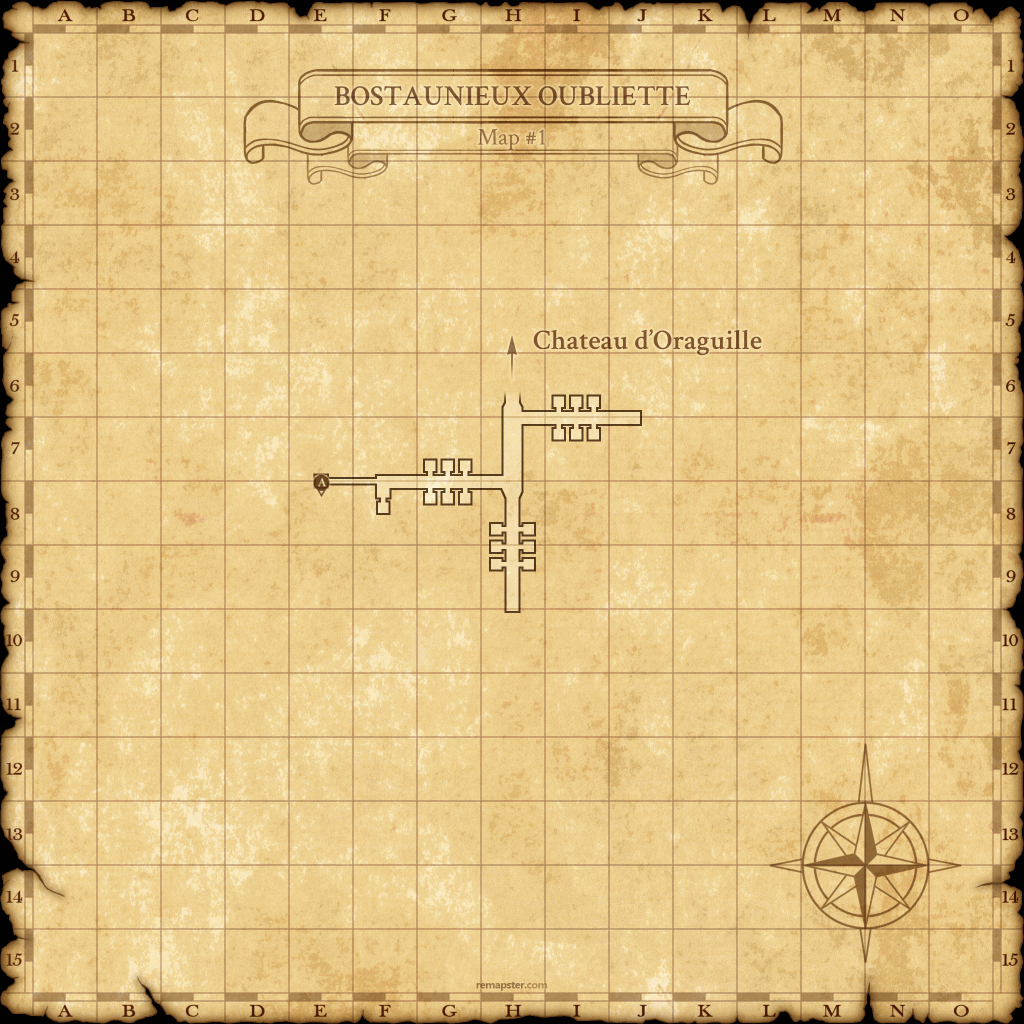 A B C D E F G H I J K L M N O
1 1
BOSTAUNIEUX OUBLIETTE
2 2
Map #1
3 3
4 4
5 5
Chateau d’Oraguille
6 6
7 7
A
8 8
9 9
10 10
11 11
12 12
13 13
14 14
15 15
remapster.com
A B C D E F G H I J K L M N O